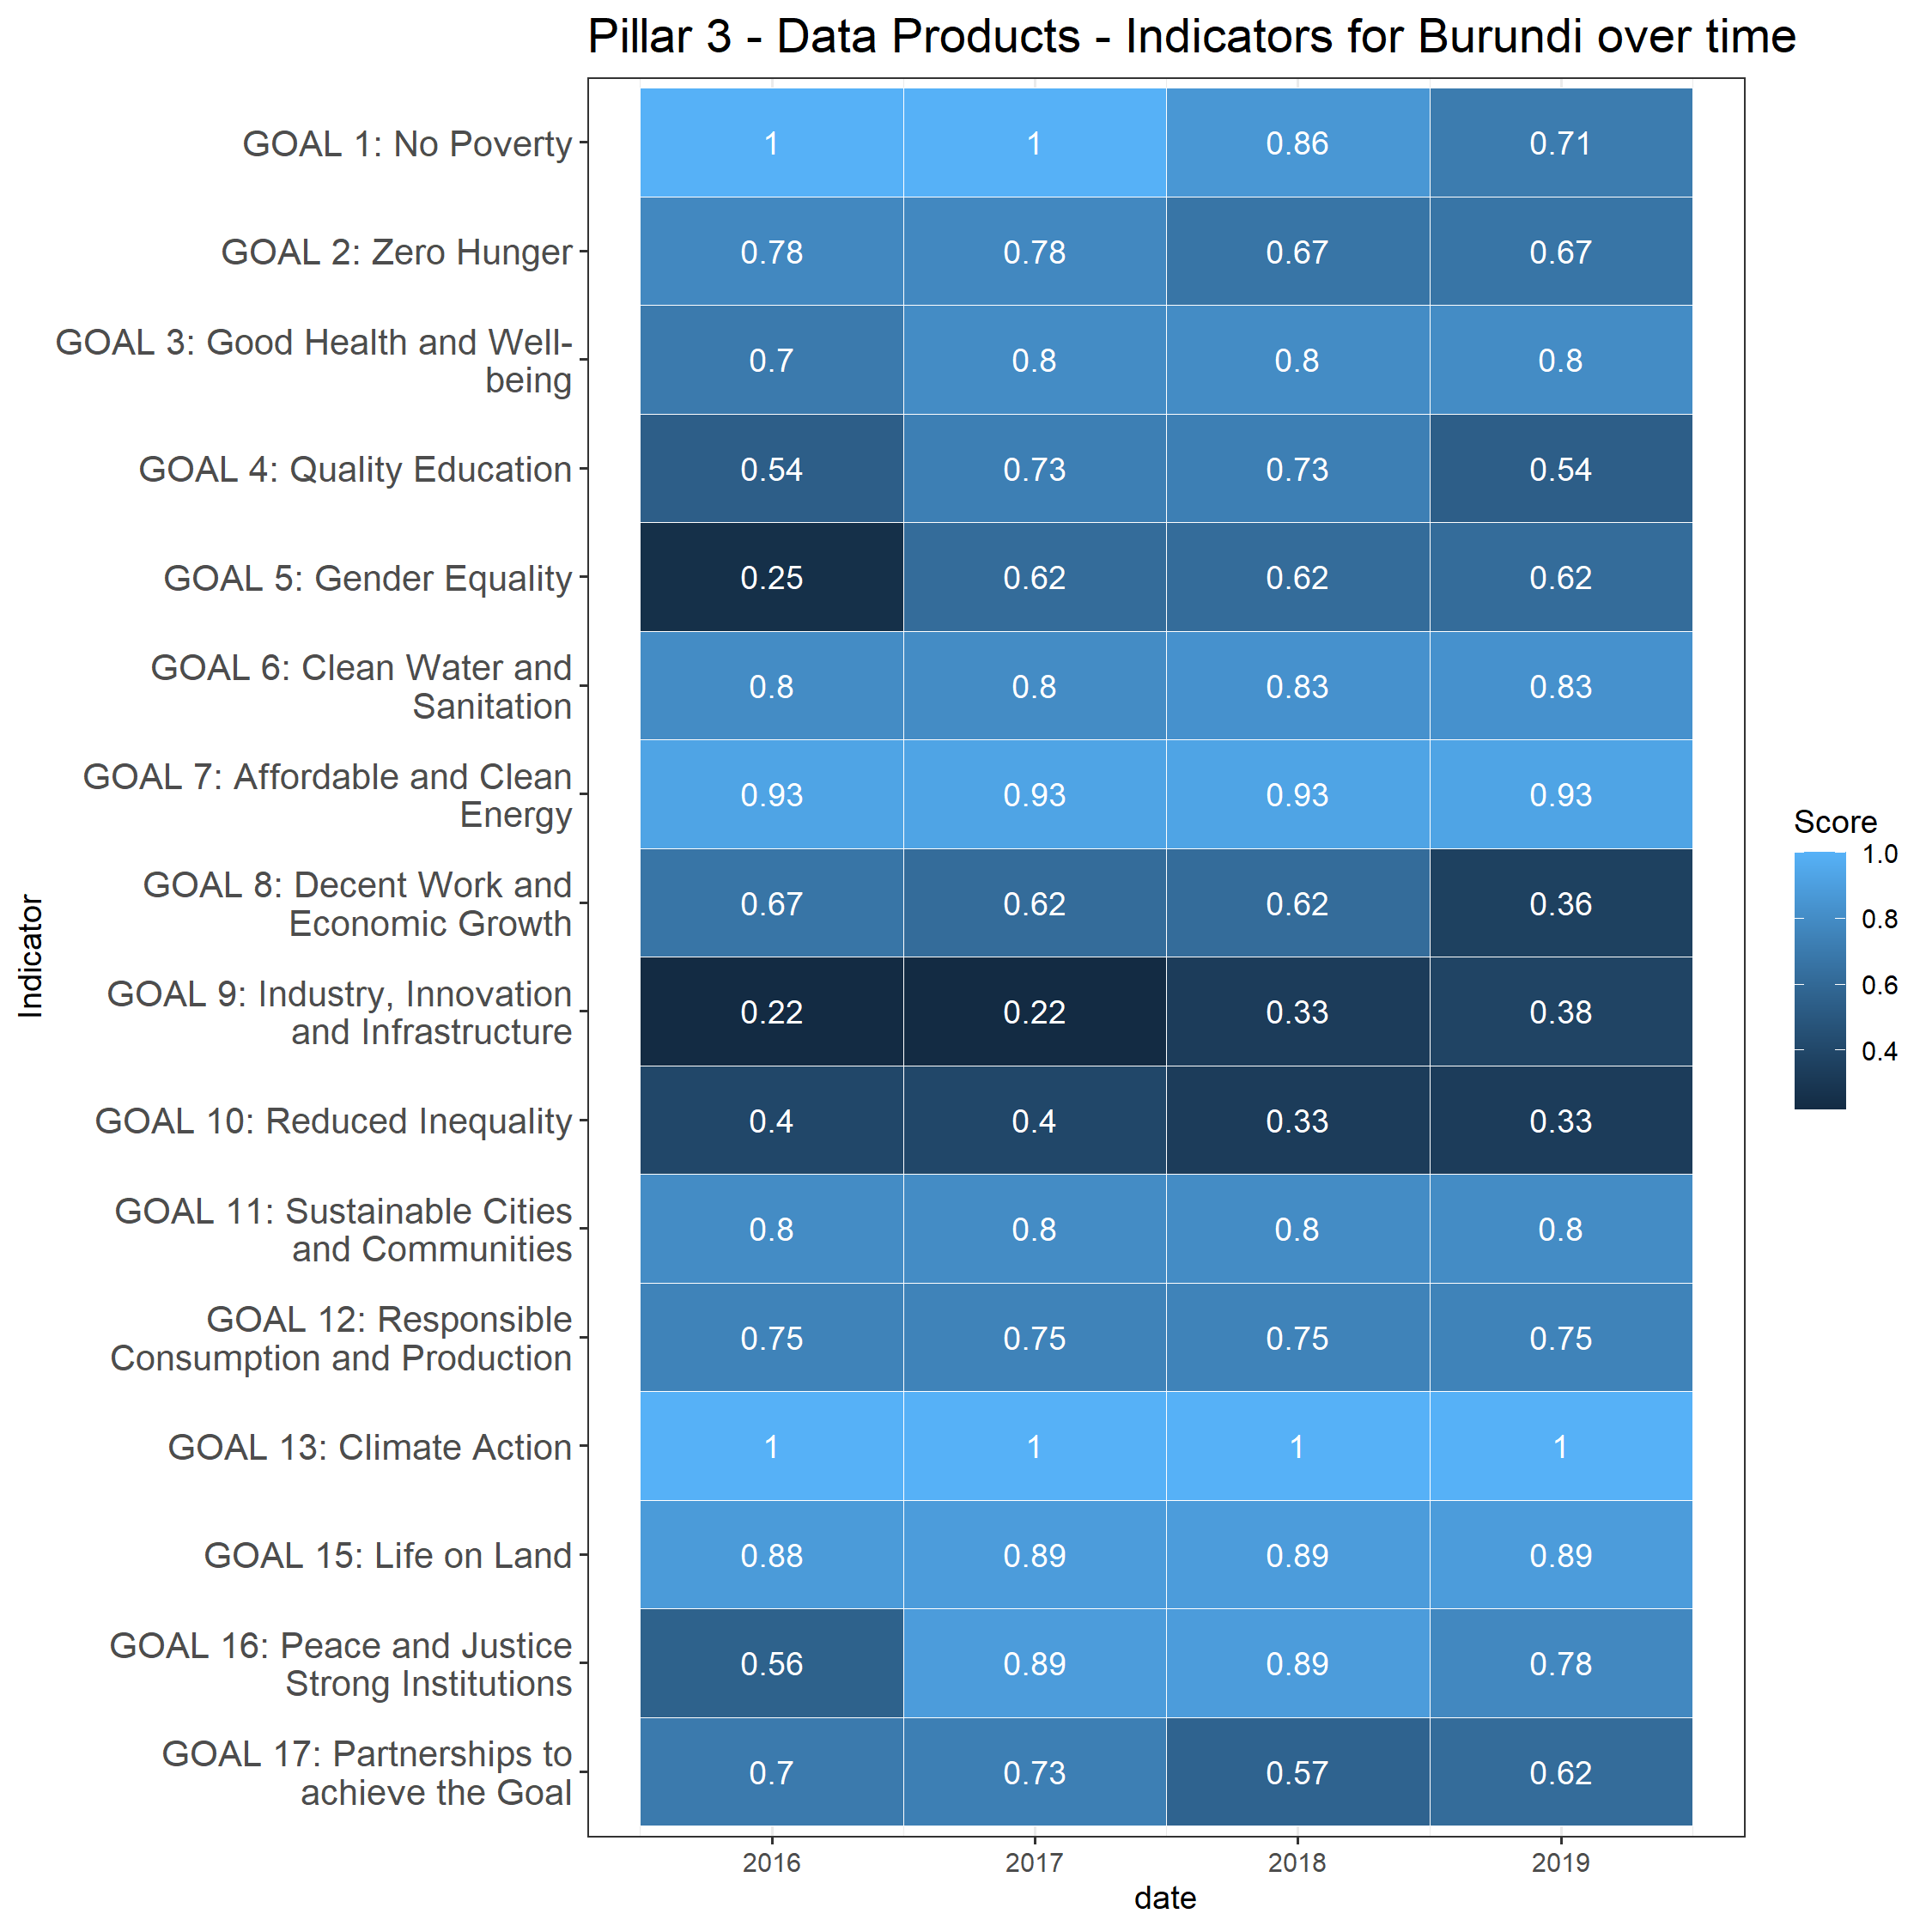 Pillar 3 - Data Products - Indicators for Burundi over time
GOAL 1: No Poverty
1
1
0.86
0.71
GOAL 2: Zero Hunger
0.78
0.78
0.67
0.67
GOAL 3: Good Health and Well-
being
0.7
0.8
0.8
0.8
GOAL 4: Quality Education
0.54
0.73
0.73
0.54
GOAL 5: Gender Equality
0.25
0.62
0.62
0.62
GOAL 6: Clean Water and
Sanitation
0.8
0.8
0.83
0.83
GOAL 7: Affordable and Clean
Energy
0.93
0.93
0.93
0.93
GOAL 8: Decent Work and
Economic Growth
0.67
0.62
0.62
0.36
GOAL 9: Industry, Innovation
and Infrastructure
0.22
0.22
0.33
0.38
GOAL 10: Reduced Inequality
0.4
0.4
0.33
0.33
GOAL 11: Sustainable Cities
and Communities
0.8
0.8
0.8
0.8
GOAL 12: Responsible
Consumption and Production
0.75
0.75
0.75
0.75
GOAL 13: Climate Action
1
1
1
1
GOAL 15: Life on Land
0.88
0.89
0.89
0.89
GOAL 16: Peace and Justice
Strong Institutions
0.56
0.89
0.89
0.78
GOAL 17: Partnerships to
achieve the Goal
0.7
0.73
0.57
0.62
2016
2017
2018
2019
date
Indicator
Score
1.0
0.8
0.6
0.4